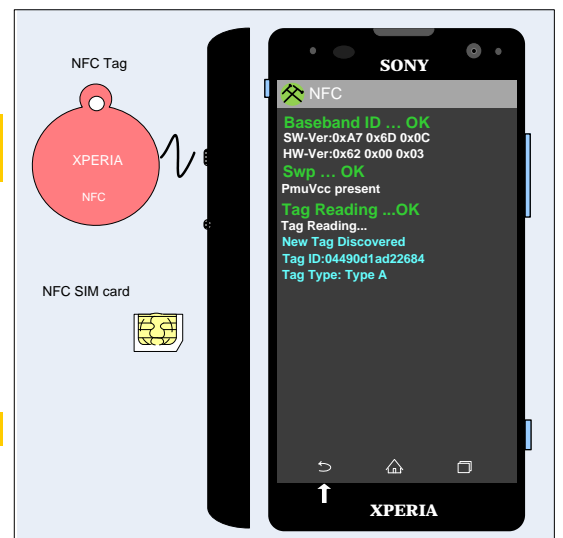 NFC Tag
XPERIA
NFC
NFC SIM card
SONY
NFC
Baseband ID ... OK
SW-Ver:0xA7 0x6D 0x0C
HW-Ver:0x62 0x00 0x03
Swp ... OK
PmuVcc present
Tag Reading ...OK
Tag Reading...
New Tag Discovered
Tag ID:04490d1ad22684
Tag Type: Type A
XPERIA